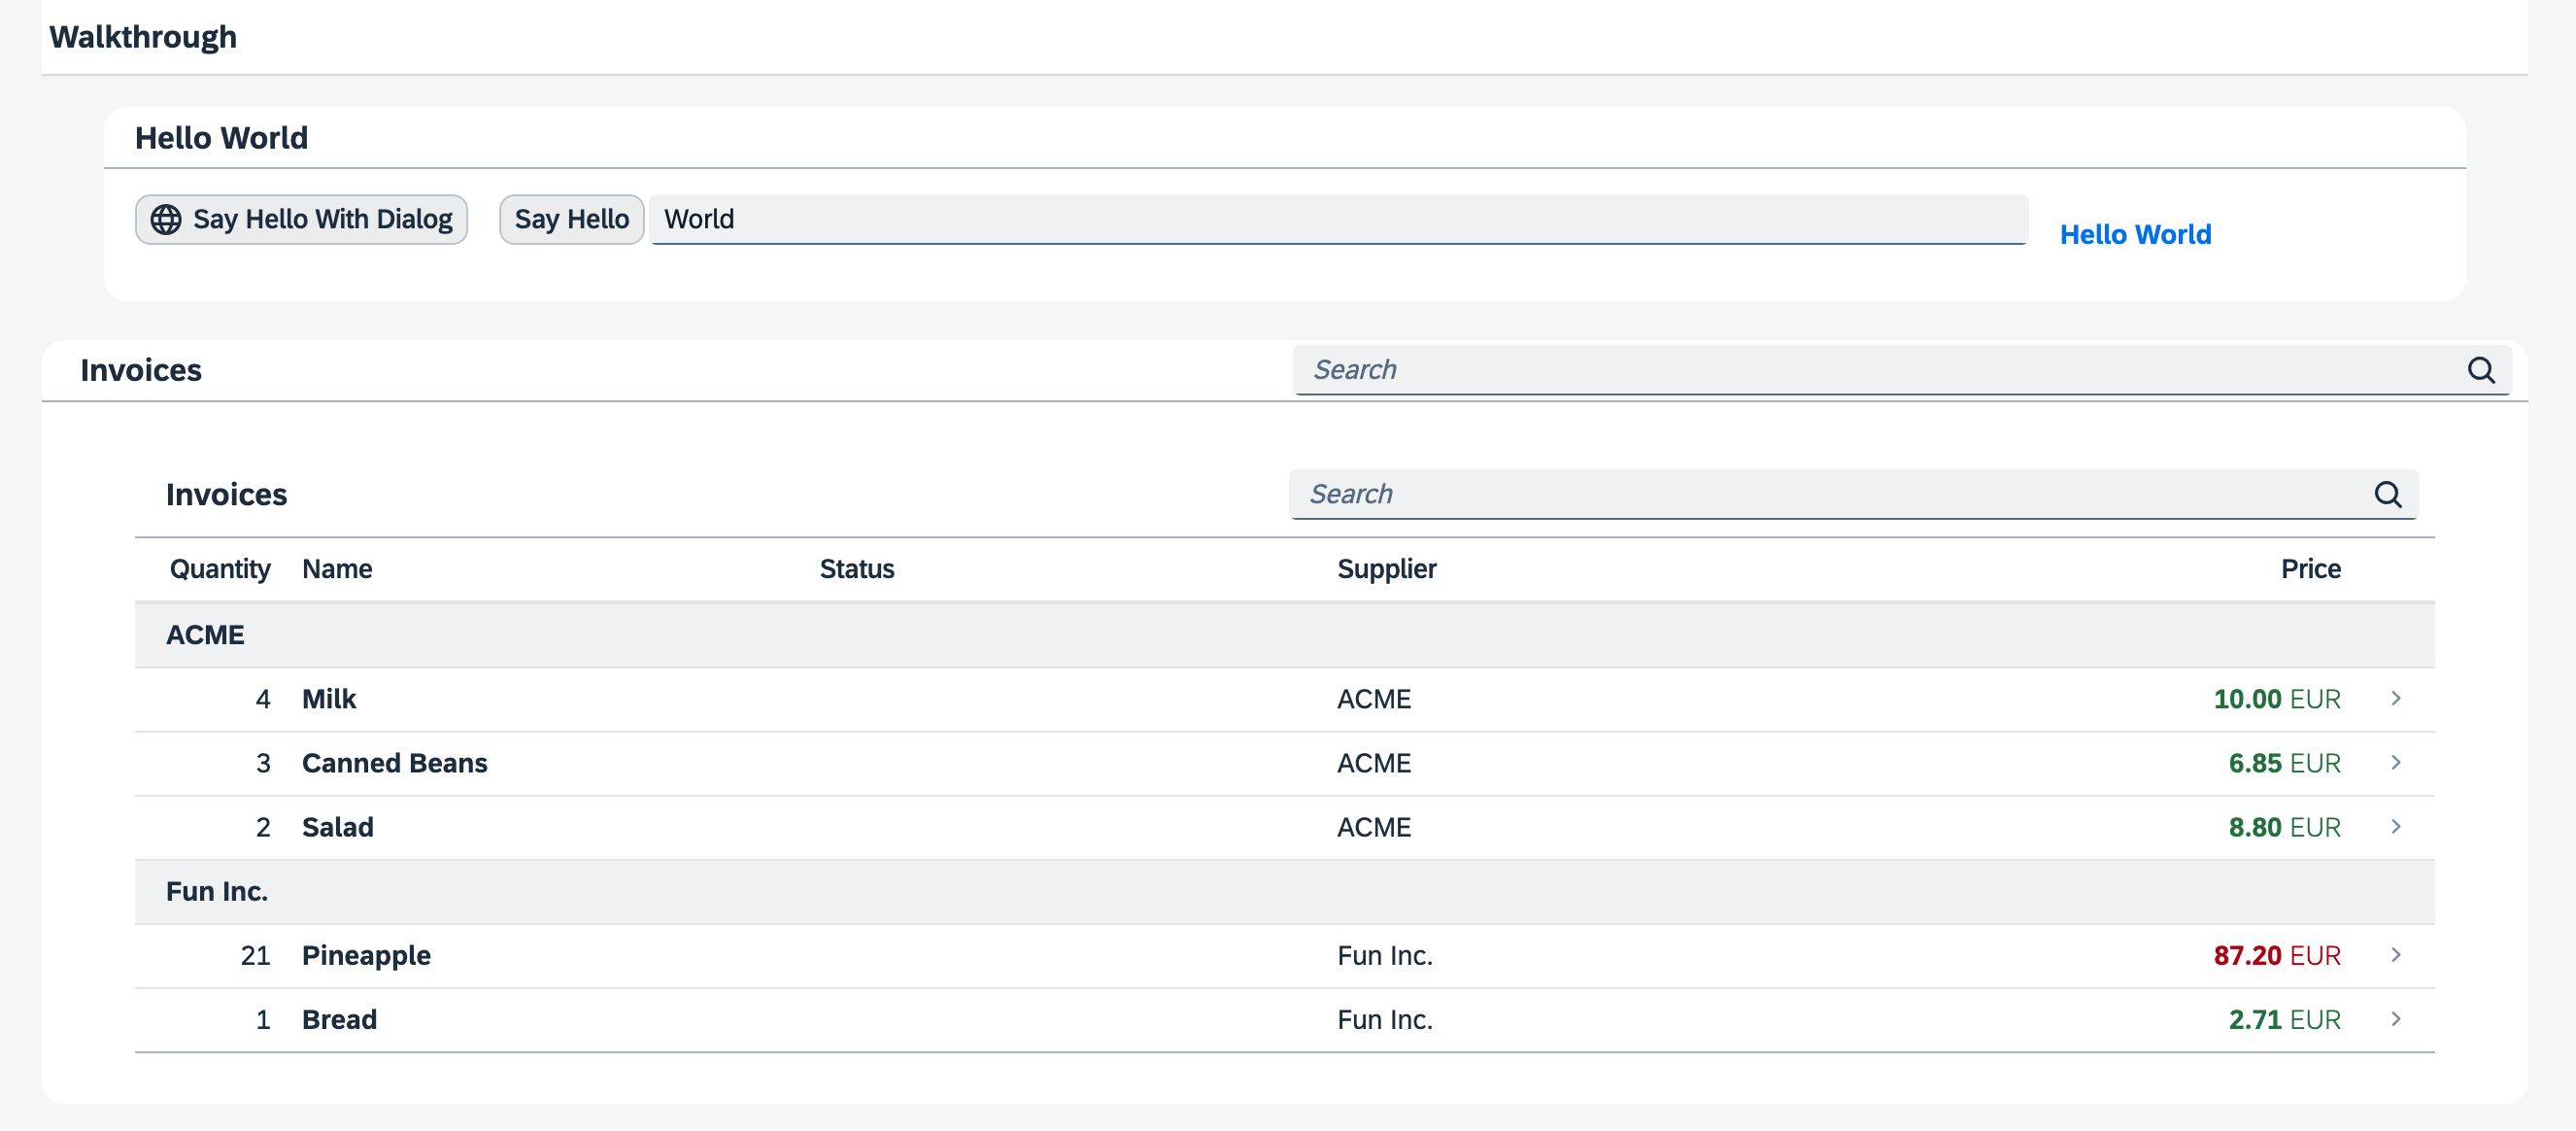 Walkthrough
Hello World
Say Hello With Dialog Say Hello World Hello World
Invoices Search
Invoices Search
Quantity Name Status Supplier Price
ACME
4 Milk ACME 10.00 EUR
3 Canned Beans ACME 6.85 EUR
2 Salad ACME 8.80 EUR
Fun Inc.
21 Pineapple Fun Inc. 87.20 EUR
1 Bread Fun Inc. 2.71 EUR